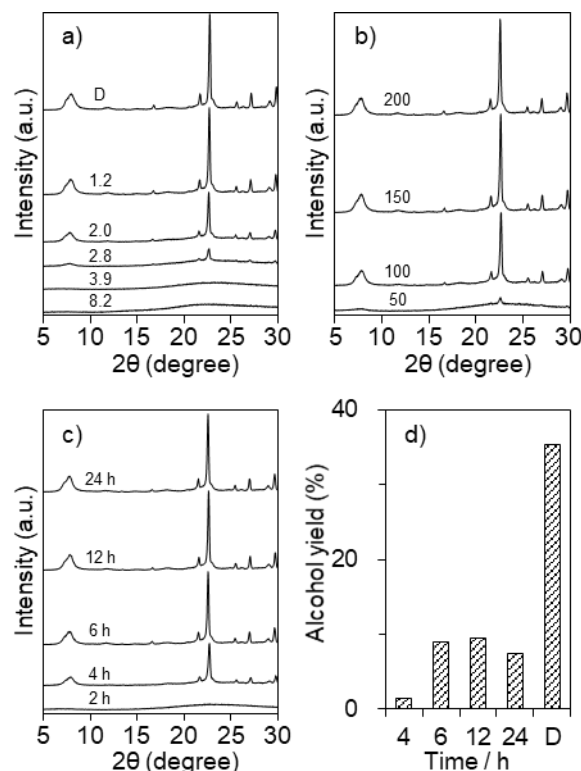 a)
D
1.2
2.0
2.8
3.9
8.2
Intensity (a.u.)
5 10 15 20 25 30
2θ (degree)
b)
200
150
100
50
Intensity (a.u.)
5 10 15 20 25 30
2θ (degree)
c)
24 h
12 h
6 h
4 h
2 h
Intensity (a.u.)
5 10 15 20 25 30
2θ (degree)
d)
40
20
0
Alcohol yield (%)
4 6 12 24 D
Time / h